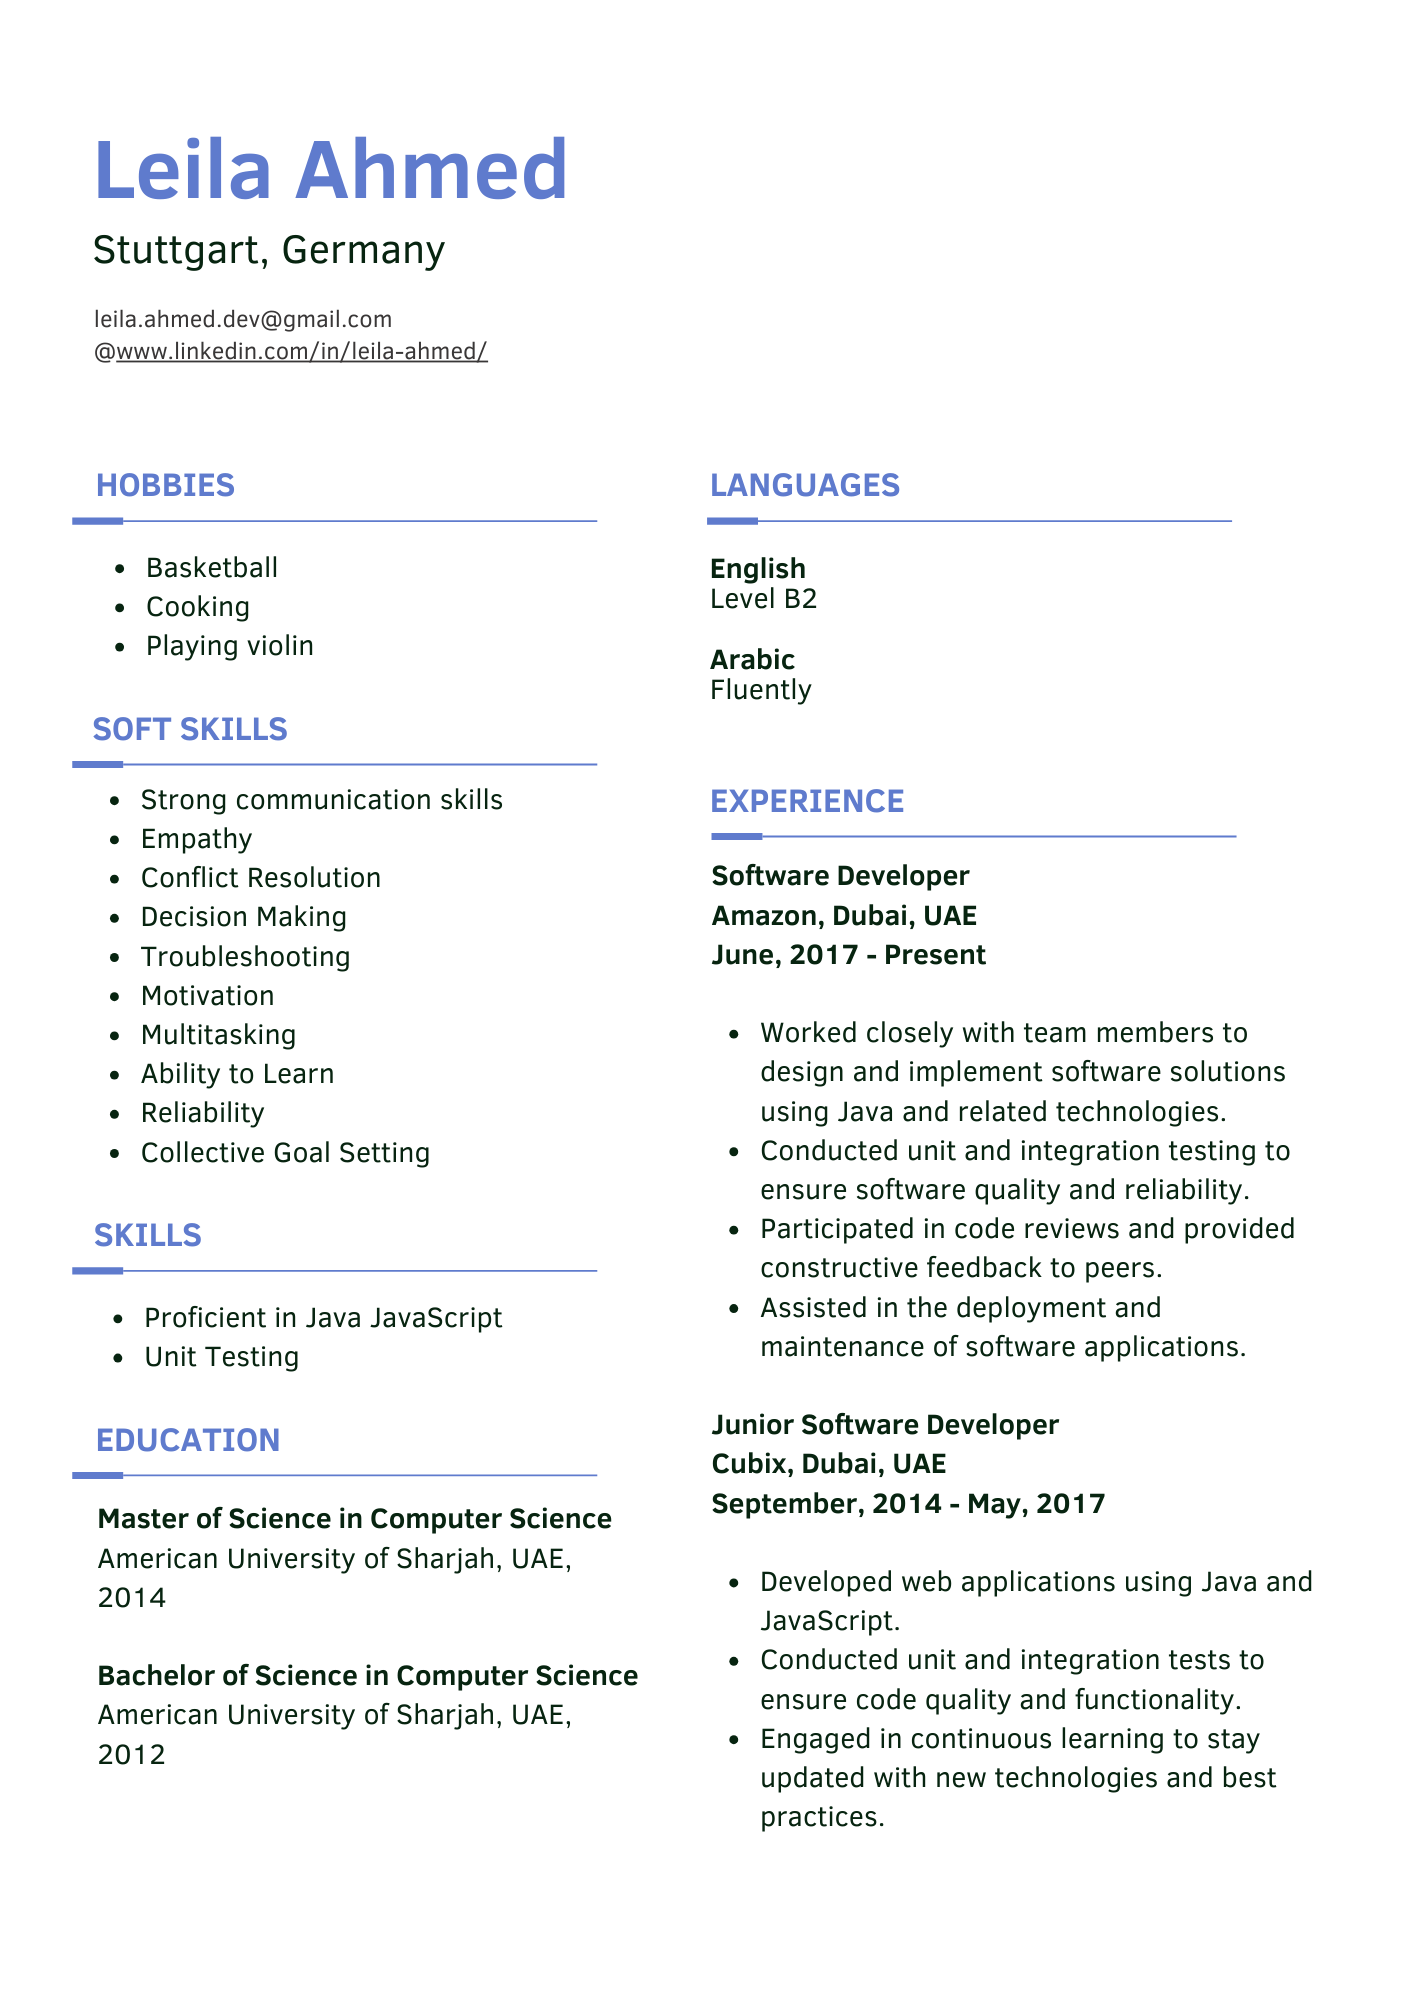 Leila Ahmed
Stuttgart, Germany
leila.ahmed.dev@gmail.com
@www.linkedin.com/in/leila-ahmed/
HOBBIES
Basketball
Cooking
Playing violin
SOFT SKILLS
Strong communication skills
Empathy
Conflict Resolution
Decision Making
Troubleshooting
Motivation
Multitasking
Ability to Learn
Reliability
Collective Goal Setting
SKILLS
Proficient in Java JavaScript
Unit Testing
EDUCATION
Master of Science in Computer Science
American University of Sharjah, UAE,
2014
Bachelor of Science in Computer Science
American University of Sharjah, UAE,
2012
LANGUAGES
English
Level B2
Arabic
Fluently
EXPERIENCE
Software Developer
Amazon, Dubai, UAE
June, 2017 - Present
Worked closely with team members to
design and implement software solutions
using Java and related technologies.
Conducted unit and integration testing to
ensure software quality and reliability.
Participated in code reviews and provided
constructive feedback to peers.
Assisted in the deployment and
maintenance of software applications.
Junior Software Developer
Cubix, Dubai, UAE
September, 2014 - May, 2017
Developed web applications using Java and
JavaScript.
Conducted unit and integration tests to
ensure code quality and functionality.
Engaged in continuous learning to stay
updated with new technologies and best
practices.